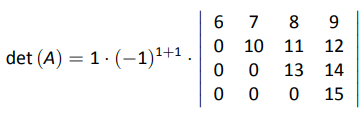 det (A) = 1 · (−1)¹⁺¹ ·
6 7 8 9
0 10 11 12
0 0 13 14
0 0 0 15